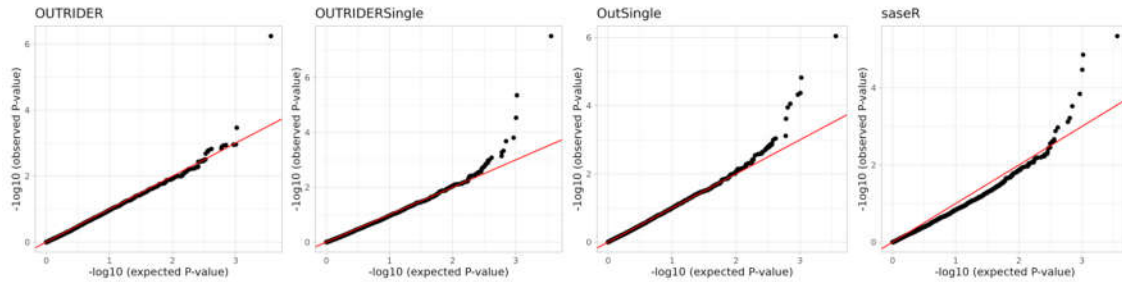 OUTRIDER
OUTRIDERSingle
OutSingle
saseR
-log10 (observed P-value)
6
4
2
0
0
1
2
3
-log10 (expected P-value)
-log10 (observed P-value)
6
4
2
0
0
1
2
3
-log10 (expected P-value)
-log10 (observed P-value)
6
4
2
0
0
1
2
3
-log10 (expected P-value)
-log10 (observed P-value)
4
2
0
0
1
2
3
-log10 (expected P-value)